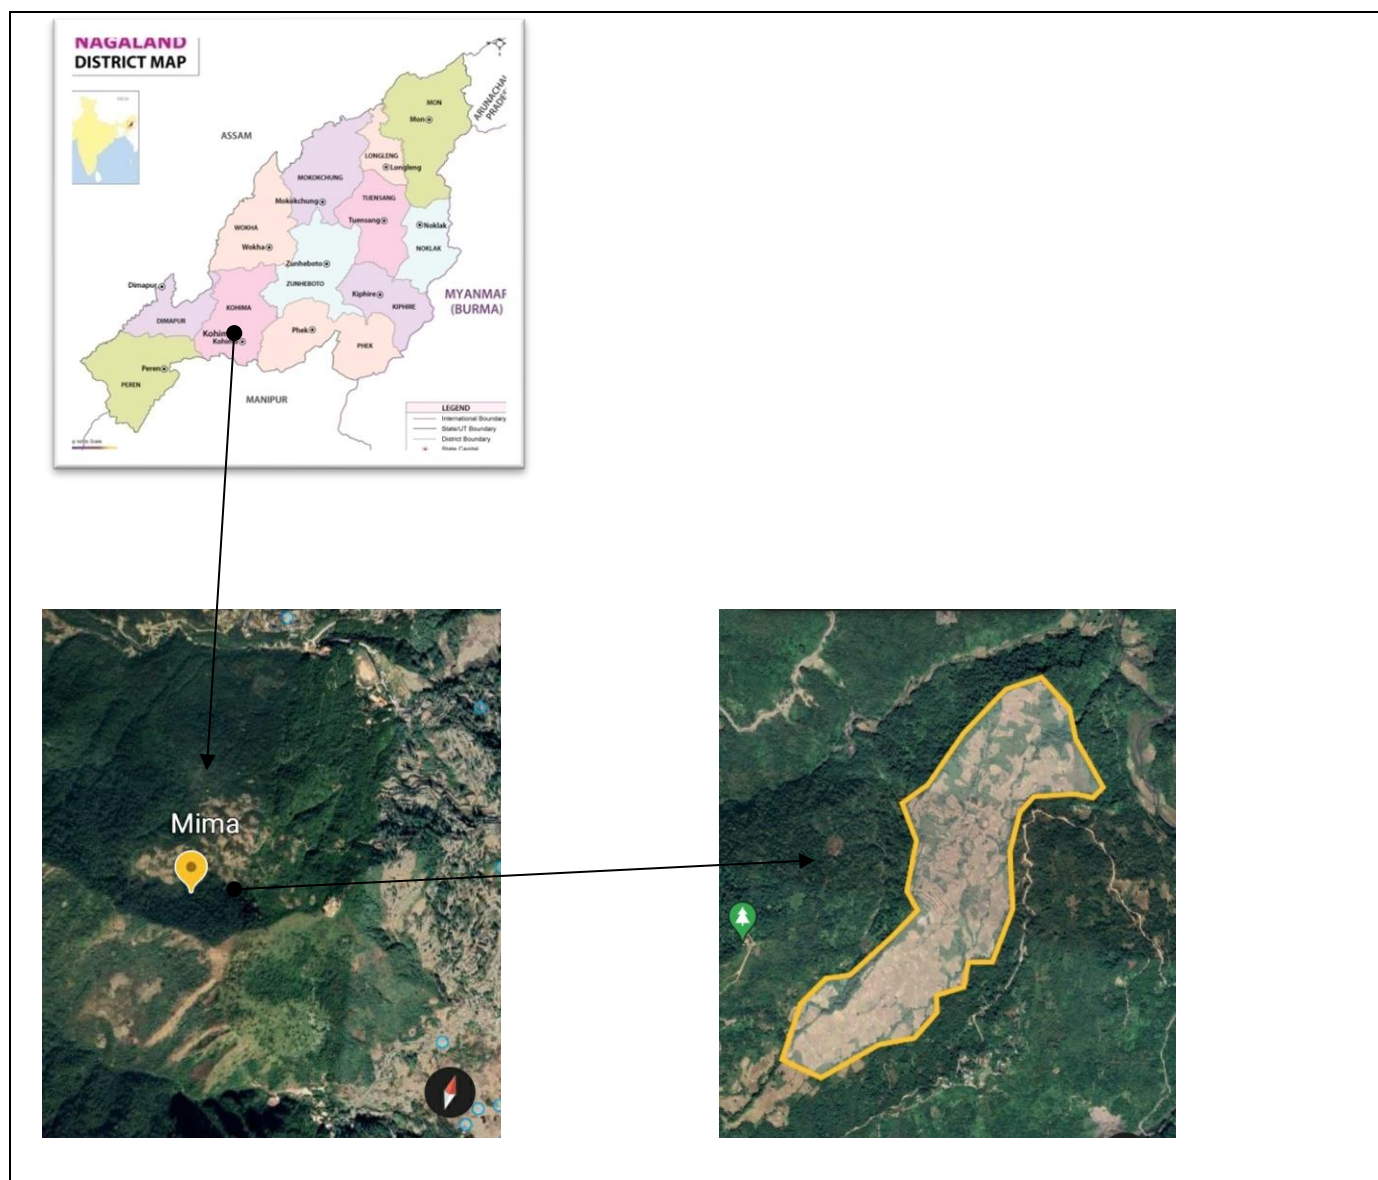 NAGALAND
DISTRICT MAP
ASSAM
MON
Mon
LONGLENG
Longleng
MOKOKCHUNG
Mokokchung
TUENSANG
Tuensang
Noklak
NOKLAK
WOKHA
Wokha
Zunheboto
ZUNHEBOTO
Dimapur
DIMAPUR
KOHIMA
Kiphire
KIPHIRE
MYANMAR
(BURMA)
Phek
PHEK
Peren
PEREN
MANIPUR
LEGEND
International Boundary
State/UT Boundary
District Boundary
State Capital
Mima